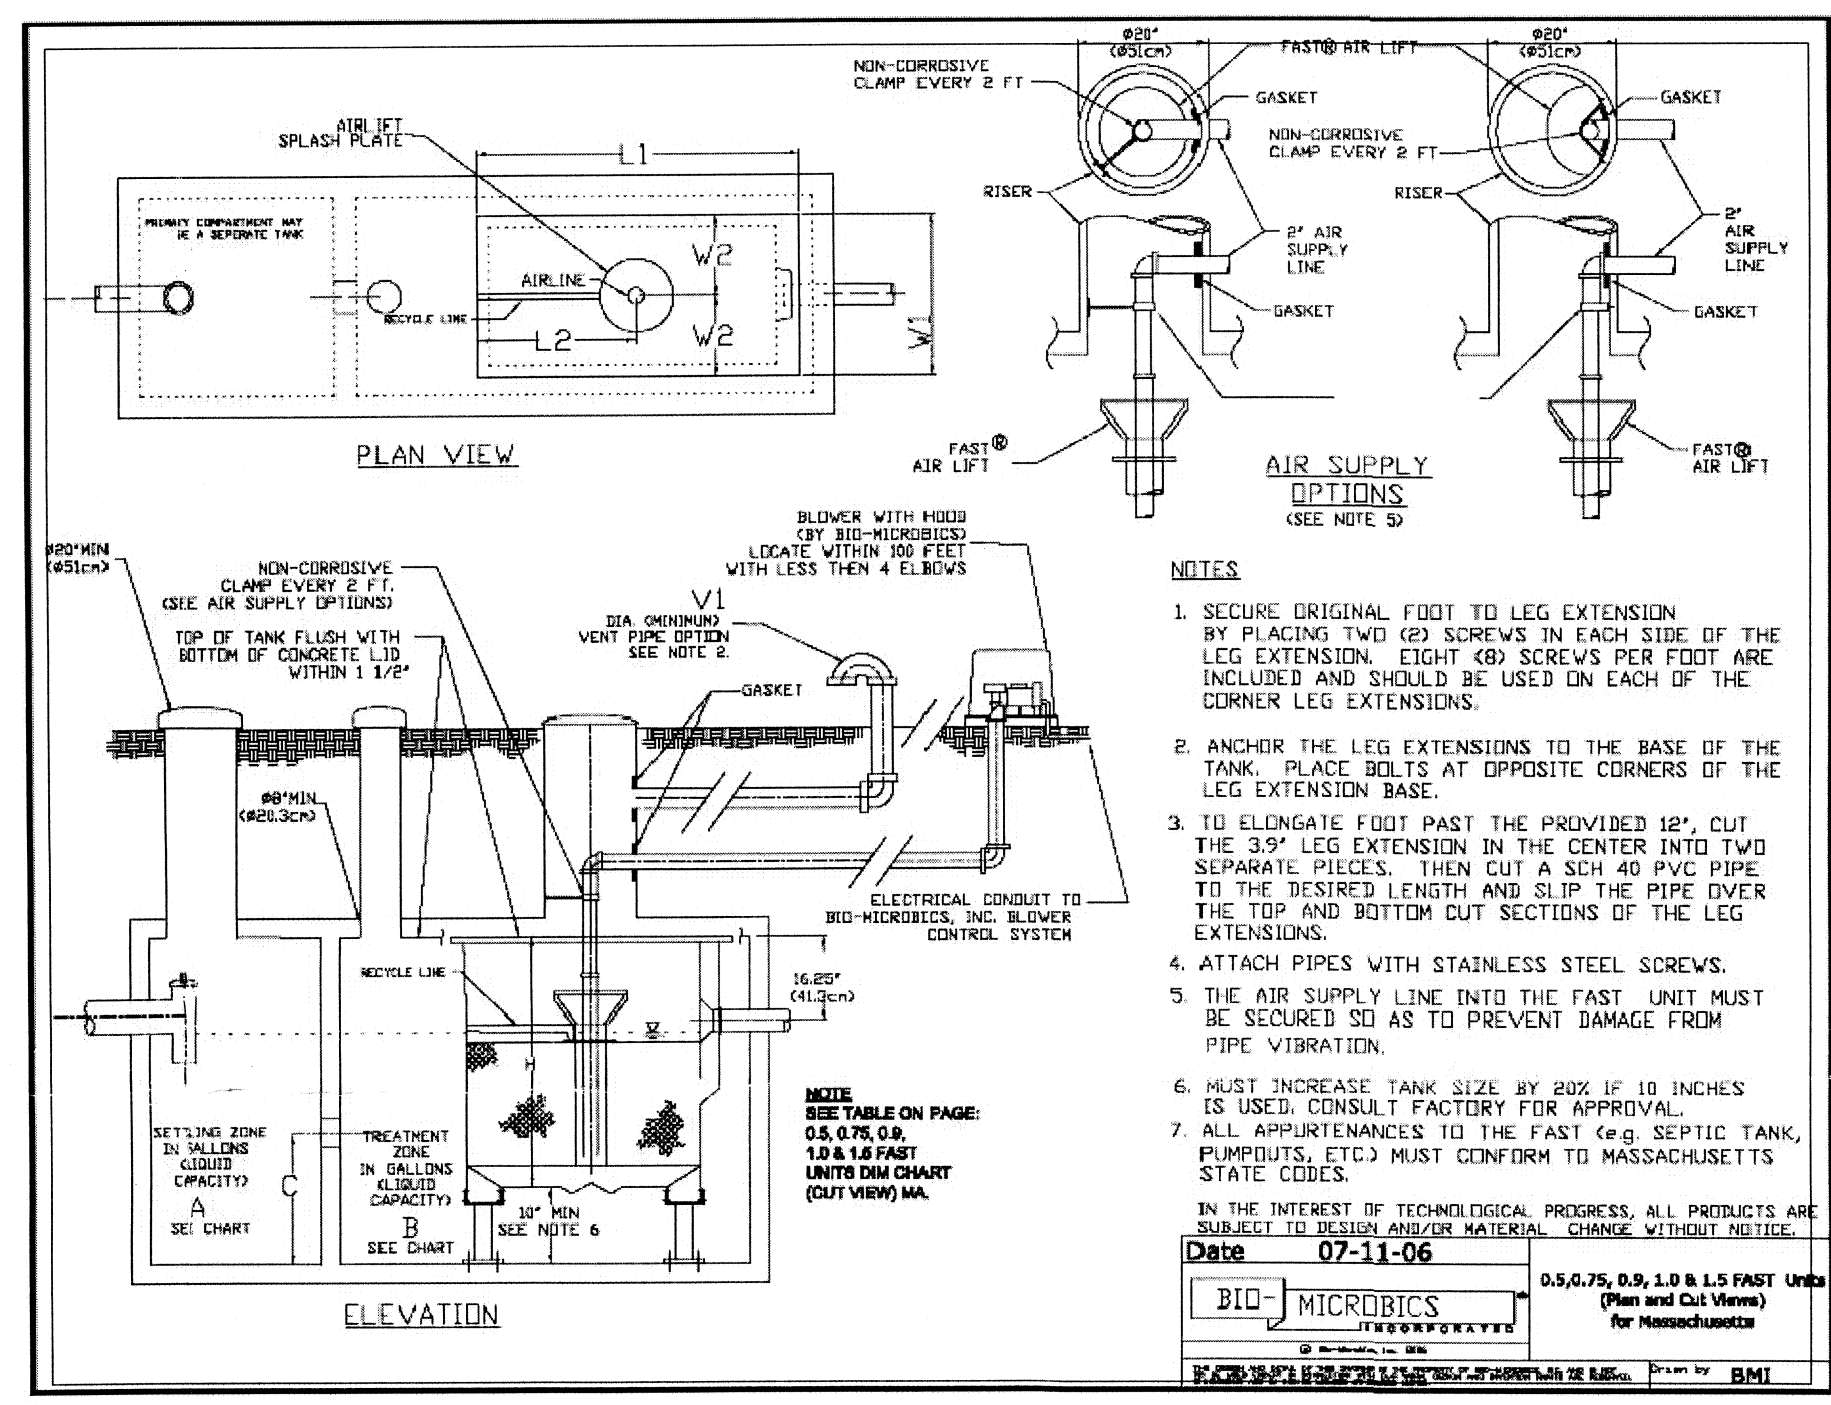 Ø20"
(Ø51cm)
FAST® AIR LIFT
Ø20"
(Ø51cm)
NON-CORROSIVE
CLAMP EVERY 2 FT
GASKET
GASKET
NON-CORROSIVE
CLAMP EVERY 2 FT
RISER
RISER
2" AIR
SUPPLY
LINE
2"
AIR
SUPPLY
LINE
GASKET
GASKET
FAST®
AIR LIFT
FAST®
AIR LIFT
AIR SUPPLY
OPTIONS
(SEE NOTE 5)
AIRLIFT
SPLASH PLATE
L1
PRIMARY COMPARTMENT MAY
BE A SEPERATE TANK
W2
AIRLINE
RECYCLE LINE
L2
W2
W1
PLAN VIEW
BLOWER WITH HOOD
(BY BIO-MICROBICS)
LOCATE WITHIN 100 FEET
WITH LESS THEN 4 ELBOWS
Ø20"MIN
(Ø51cm)
NON-CORROSIVE
CLAMP EVERY 2 FT.
(SEE AIR SUPPLY OPTIONS)
V1
DIA. (MININUN)
VENT PIPE OPTION
SEE NOTE 2.
TOP OF TANK FLUSH WITH
BOTTOM OF CONCRETE LID
WITHIN 1 1/2"
GASKET
Ø8"MIN
(Ø20.3cm)
ELECTRICAL CONDUIT TO
BIO-MICROBICS, INC. BLOWER
CONTROL SYSTEM
RECYCLE LINE
16.25"
(41.3cm)
H
SETTLING ZONE
IN GALLONS
(LIQUID
CAPACITY)
A
SEE CHART
C
TREATMENT
ZONE
IN GALLONS
(LIQUID
CAPACITY)
B
SEE CHART
10" MIN
SEE NOTE 6
NOTE
SEE TABLE ON PAGE:
0.5, 0.75, 0.9,
1.0 & 1.5 FAST
UNITS DIM CHART
(CUT VIEW) MA.
ELEVATION
NOTES
1. SECURE ORIGINAL FOOT TO LEG EXTENSION
BY PLACING TWO (2) SCREWS IN EACH SIDE OF THE
LEG EXTENSION. EIGHT (8) SCREWS PER FOOT ARE
INCLUDED AND SHOULD BE USED ON EACH OF THE
CORNER LEG EXTENSIONS.
2. ANCHOR THE LEG EXTENSIONS TO THE BASE OF THE
TANK. PLACE BOLTS AT OPPOSITE CORNERS OF THE
LEG EXTENSION BASE.
3. TO ELONGATE FOOT PAST THE PROVIDED 12", CUT
THE 3.9" LEG EXTENSION IN THE CENTER INTO TWO
SEPARATE PIECES. THEN CUT A SCH 40 PVC PIPE
TO THE DESIRED LENGTH AND SLIP THE PIPE OVER
THE TOP AND BOTTOM CUT SECTIONS OF THE LEG
EXTENSIONS.
4. ATTACH PIPES WITH STAINLESS STEEL SCREWS.
5. THE AIR SUPPLY LINE INTO THE FAST UNIT MUST
BE SECURED SO AS TO PREVENT DAMAGE FROM
PIPE VIBRATION.
6. MUST INCREASE TANK SIZE BY 20% IF 10 INCHES
IS USED. CONSULT FACTORY FOR APPROVAL.
7. ALL APPURTENANCES TO THE FAST (e.g. SEPTIC TANK,
PUMPOUTS, ETC.) MUST CONFORM TO MASSACHUSETTS
STATE CODES.
IN THE INTEREST OF TECHNOLOGICAL PROGRESS, ALL PRODUCTS ARE
SUBJECT TO DESIGN AND/OR MATERIAL CHANGE WITHOUT NOTICE.
Date 07-11-06
BIO-MICROBICS
INCORPORATED
0.5,0.75, 0.9, 1.0 & 1.5 FAST Units
(Plan and Cut Views)
for Massachusetts
Drawn by BMI